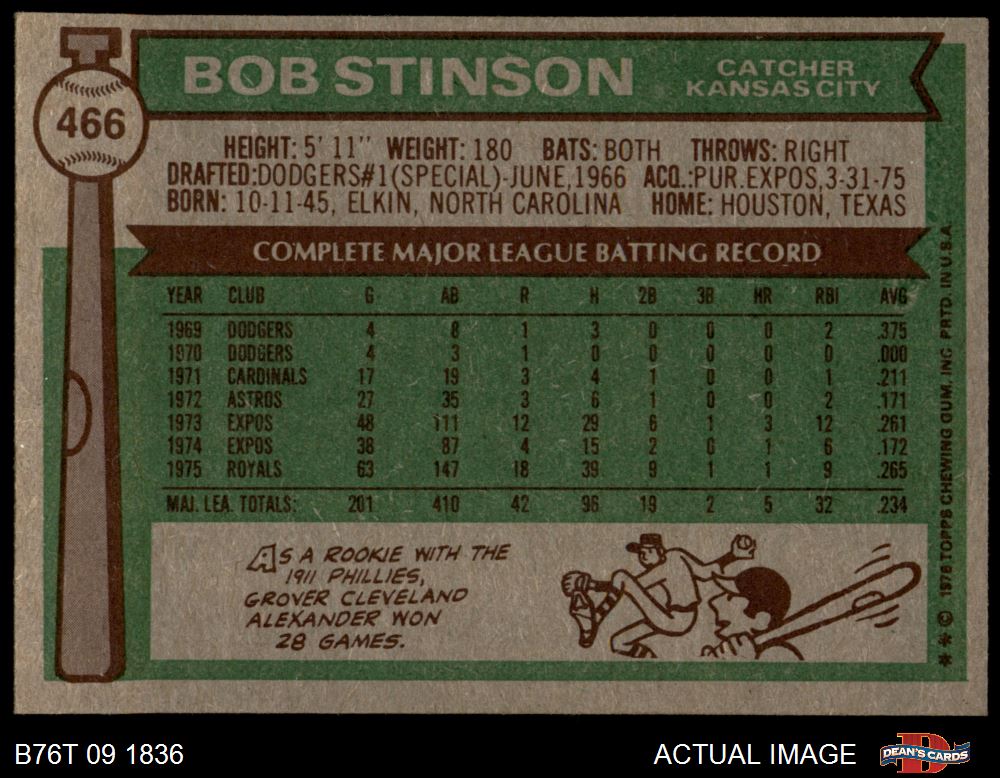 466
BOB STINSON
CATCHER
KANSAS CITY
HEIGHT: 5' 11" WEIGHT: 180 BATS: BOTH THROWS: RIGHT
DRAFTED: DODGERS #1 (SPECIAL)-JUNE, 1966 ACQ.: PUR. EXPOS, 3-31-75
BORN: 10-11-45, ELKIN, NORTH CAROLINA HOME: HOUSTON, TEXAS
COMPLETE MAJOR LEAGUE BATTING RECORD
YEAR CLUB G AB R H 2B 3B HR RBI AVG
1969 DODGERS 4 8 1 3 0 0 0 2 .375
1970 DODGERS 4 3 1 0 0 0 0 0 .000
1971 CARDINALS 17 19 3 4 1 0 0 1 .211
1972 ASTROS 27 35 3 6 1 0 0 2 .171
1973 EXPOS 48 111 12 29 6 1 3 12 .261
1974 EXPOS 38 87 4 15 2 0 1 6 .172
1975 ROYALS 63 147 18 39 9 1 1 9 .265
MAJ. LEA. TOTALS: 201 410 42 96 19 2 5 32 .234
AS A ROOKIE WITH THE
1911 PHILLIES,
GROVER CLEVELAND
ALEXANDER WON
28 GAMES.
* * © 1976 TOPPS CHEWING GUM, INC. PRTD. IN U.S.A.
B76T 09 1836
ACTUAL IMAGE
D
DEAN'S CARDS